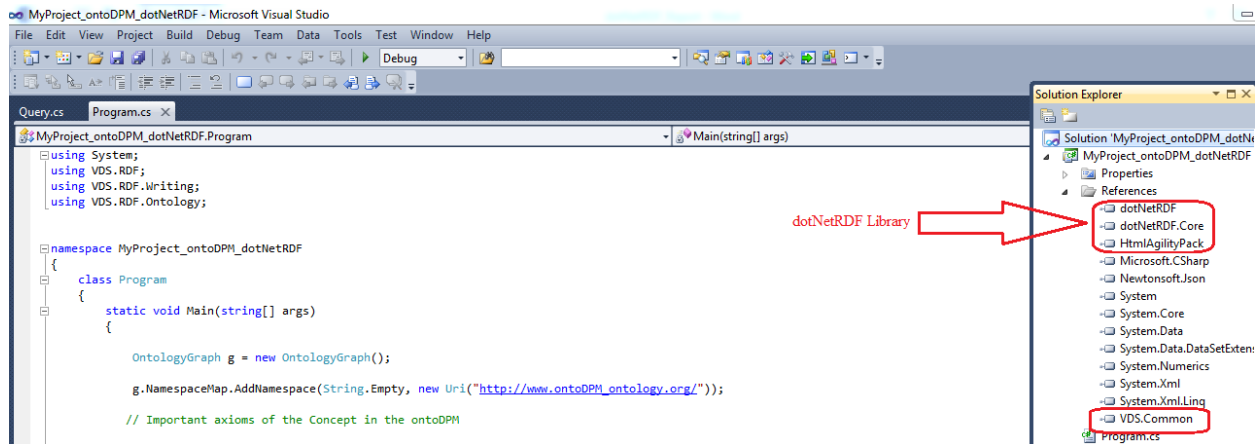 MyProject_ontoDPM_dotNetRDF - Microsoft Visual Studio
File Edit View Project Build Debug Team Data Tools Test Window Help
Debug
Query.cs Program.cs
MyProject_ontoDPM_dotNetRDF.Program Main(string[] args)
using System;
using VDS.RDF;
using VDS.RDF.Writing;
using VDS.RDF.Ontology;
namespace MyProject_ontoDPM_dotNetRDF
{
class Program
{
static void Main(string[] args)
{
OntologyGraph g = new OntologyGraph();
g.NamespaceMap.AddNamespace(String.Empty, new Uri("http://www.ontoDPM_ontology.org/"));
// Important axioms of the Concept in the ontoDPM
dotNetRDF Library
Solution Explorer
Solution 'MyProject_ontoDPM_dotNe
MyProject_ontoDPM_dotNetRDF
Properties
References
dotNetRDF
dotNetRDF.Core
HtmlAgilityPack
Microsoft.CSharp
Newtonsoft.Json
System
System.Core
System.Data
System.Data.DataSetExtens
System.Numerics
System.Xml
System.Xml.Linq
VDS.Common
Program.cs